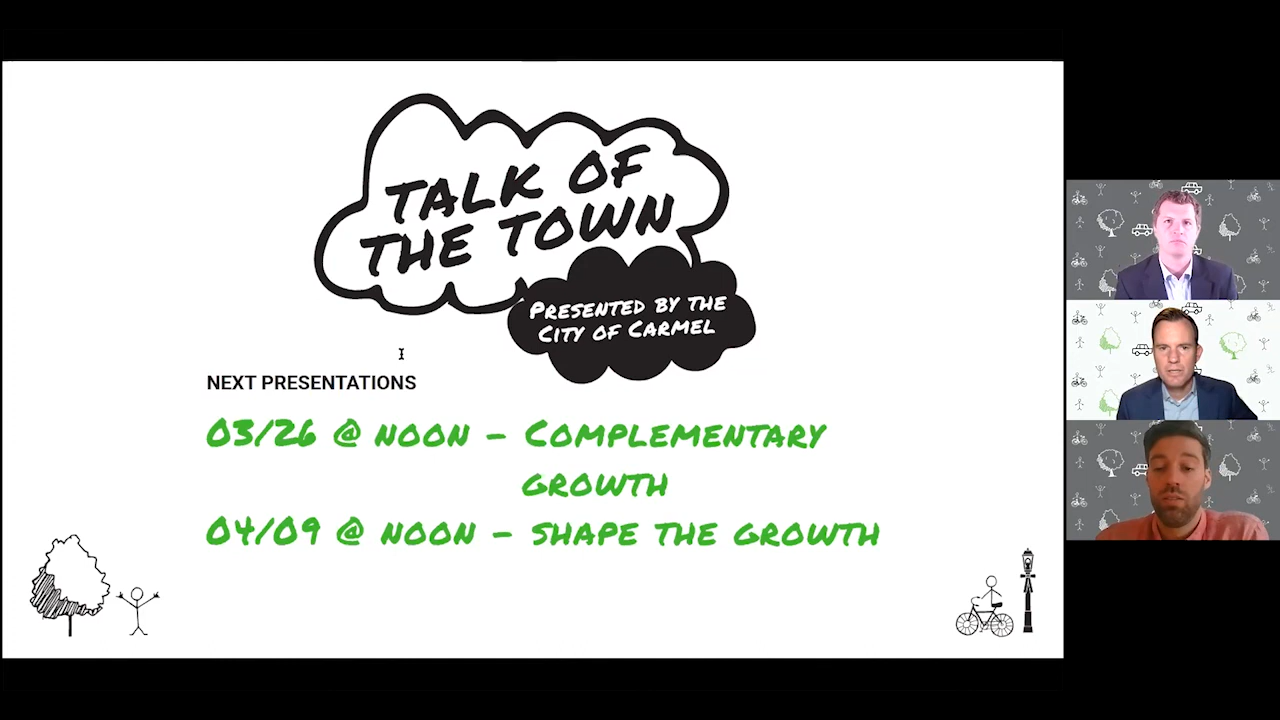 TALK OF
THE TOWN
PRESENTED BY THE
CITY OF CARMEL
NEXT PRESENTATIONS
03/26 @ NOON – COMPLEMENTARY
GROWTH
04/09 @ NOON – SHAPE THE GROWTH